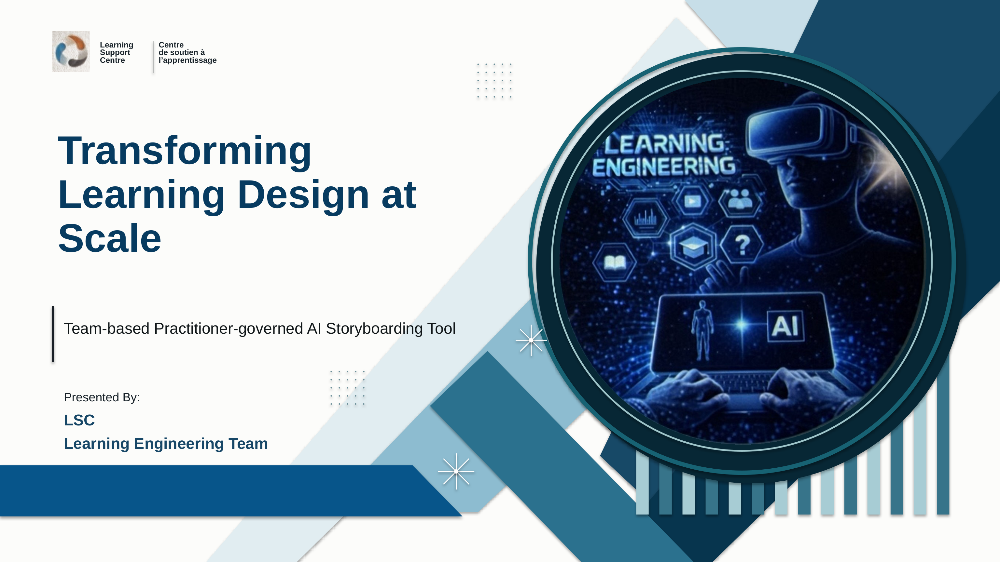 Learning
Support
Centre
Centre
de soutien à
l’apprentissage
Transforming
Learning Design at
Scale
Team-based Practitioner-governed AI Storyboarding Tool
Presented By:
LSC
Learning Engineering Team
LEARNING
ENGINEERING
?
AI